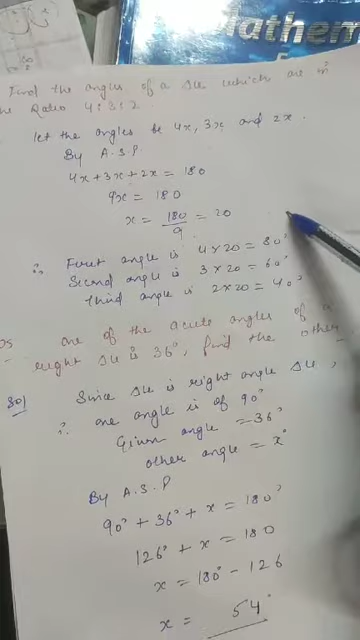 Mathem
Find the angles of a Δle which are in
the Ratio 4:3:2.
let the angles be 4x, 3x and 2x.
By A.S.P
4x+3x+2x = 180
9x = 180
x = 180/9 = 20
∴ First angle is 4×20 = 80°
Second angle is 3×20 = 60°
Third angle is 2×20 = 40°
one of the acute angles of a
right Δle is 36°, find the other
Sol Since Δle is right angle Δle,
∴ one angle is of 90°
Given angle = 36°
other angle = x°
By A.S.P
90° + 36° + x = 180°
126° + x = 180
x = 180° - 126
x = 54°